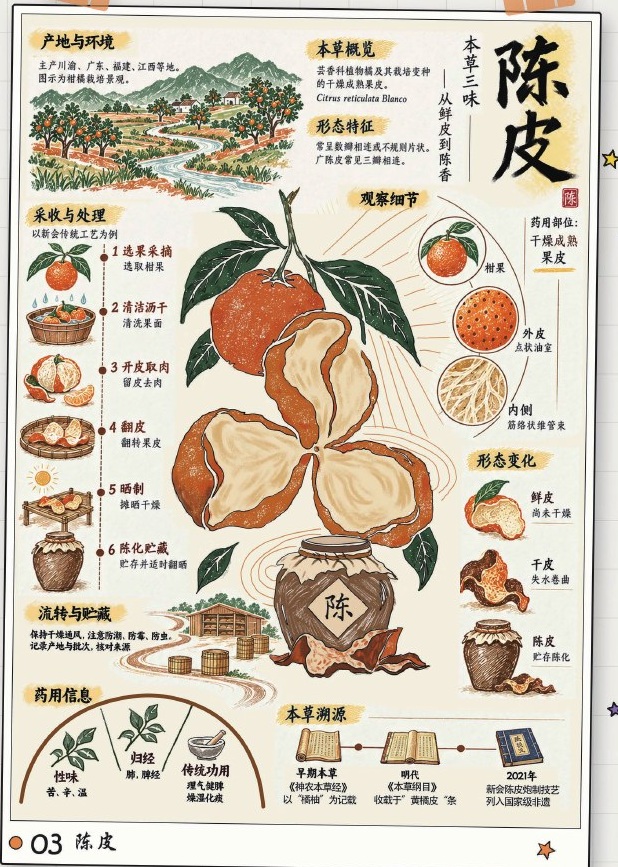 陈皮
本草三味
——从鲜皮到陈香
陈
药用部位：
干燥成熟
果皮
产地与环境
主产川渝、广东、福建、江西等地。
图示为柑橘栽培景观。
本草概览
芸香科植物橘及其栽培变种
的干燥成熟果皮。
Citrus reticulata Blanco
形态特征
常呈数瓣相连或不规则片状。
广陈皮常见三瓣相连。
采收与处理
以新会传统工艺为例
1 选果采摘
选取柑果
2 清洁沥干
清洗果面
3 开皮取肉
留皮去肉
4 翻皮
翻转果皮
5 晒制
摊晒干燥
6 陈化贮藏
贮存并适时翻晒
观察细节
柑果
外皮
点状油室
内侧
筋络状维管束
形态变化
鲜皮
尚未干燥
干皮
失水卷曲
陈皮
贮存陈化
陈
流转与贮藏
保持干燥通风，注意防潮、防霉、防虫。
记录产地与批次，核对来源
药用信息
性味
苦、辛、温
归经
肺，脾经
传统功用
理气健脾
燥湿化痰
本草溯源
早期本草
《神农本草经》
以“橘柚”为记载
明代
《本草纲目》
收载于“黄橘皮“条
2021年
新会陈皮炮制技艺
列入国家级非遗
03 陈皮